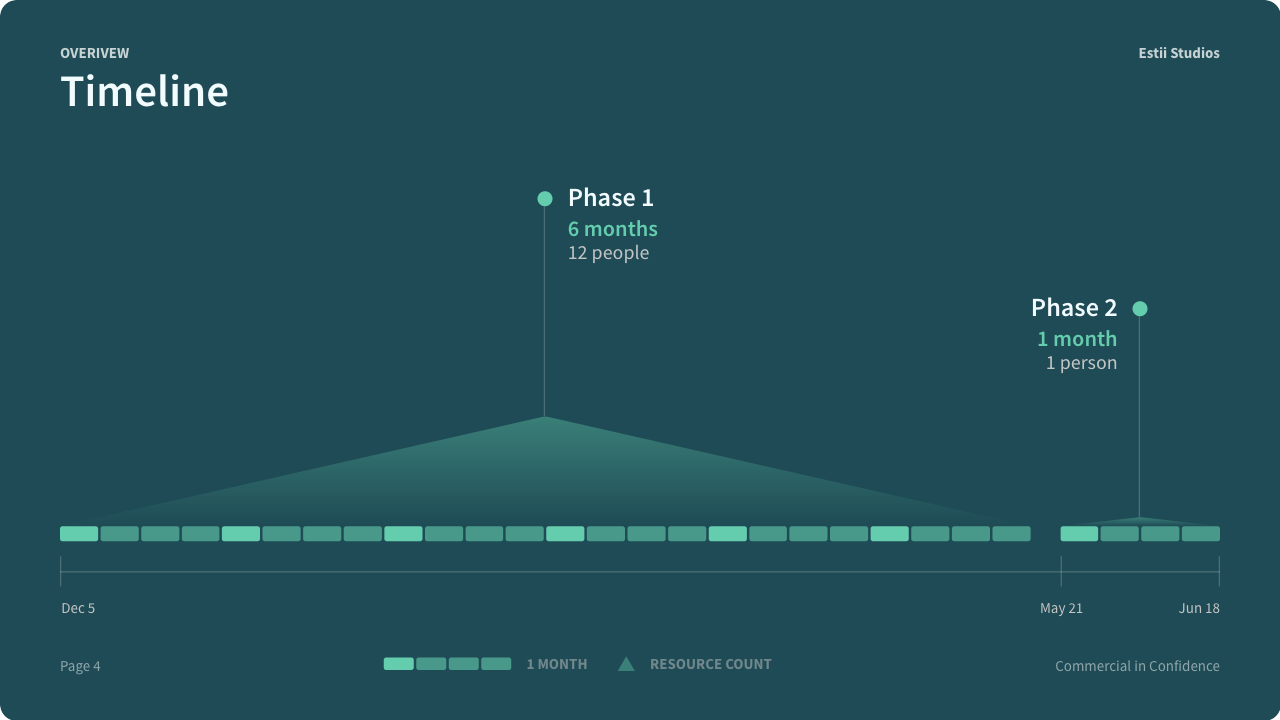 OVERIVEW
Estii Studios
Timeline
Phase 1
6 months
12 people
Phase 2
1 month
1 person
Dec 5
May 21
Jun 18
Page 4
1 MONTH
RESOURCE COUNT
Commercial in Confidence